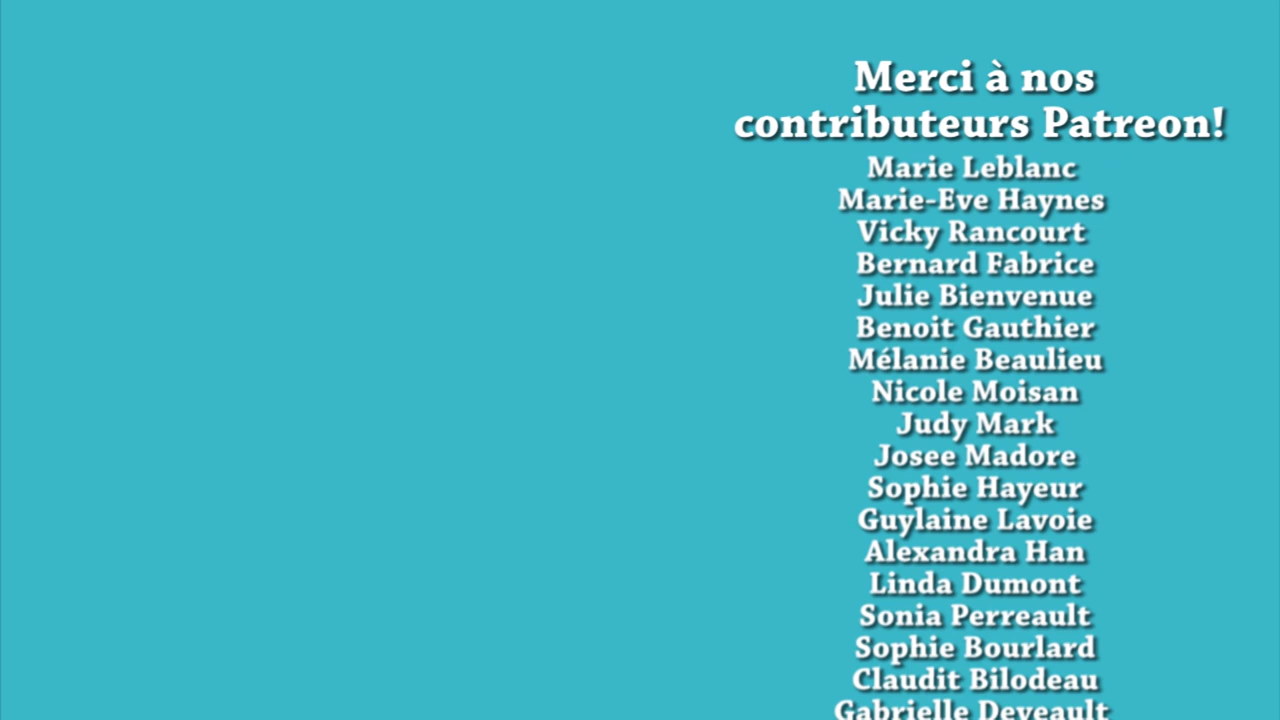 Merci à nos
contributeurs Patreon!
Marie Leblanc
Marie-Eve Haynes
Vicky Rancourt
Bernard Fabrice
Julie Bienvenue
Benoit Gauthier
Mélanie Beaulieu
Nicole Moisan
Judy Mark
Josee Madore
Sophie Hayeur
Guylaine Lavoie
Alexandra Han
Linda Dumont
Sonia Perreault
Sophie Bourlard
Claudit Bilodeau
Gabrielle Deveault